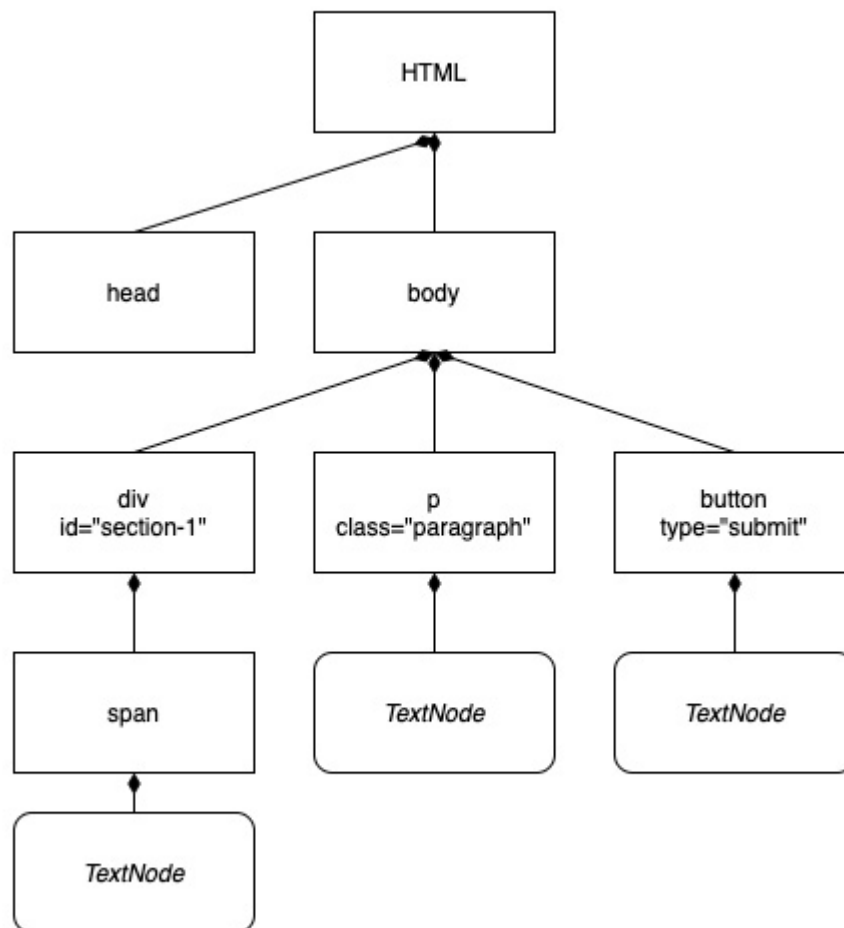 HTML
head
body
div
id="section-1"
p
class="paragraph"
button
type="submit"
span
TextNode
TextNode
TextNode